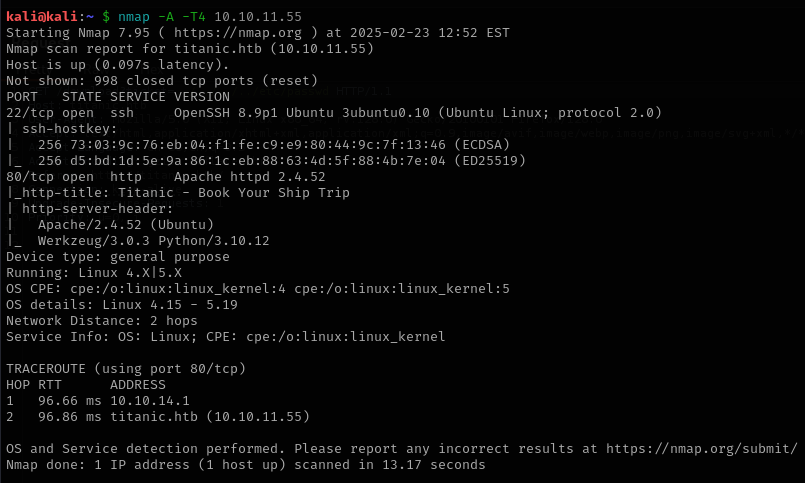 kali@kali:~ $ nmap -A -T4 10.10.11.55
Starting Nmap 7.95 ( https://nmap.org ) at 2025-02-23 12:52 EST
Nmap scan report for titanic.htb (10.10.11.55)
Host is up (0.097s latency).
Not shown: 998 closed tcp ports (reset)
PORT   STATE SERVICE VERSION
22/tcp open  ssh     OpenSSH 8.9p1 Ubuntu 3ubuntu0.10 (Ubuntu Linux; protocol 2.0)
| ssh-hostkey:
|   256 73:03:9c:76:eb:04:f1:fe:c9:e9:80:44:9c:7f:13:46 (ECDSA)
|_  256 d5:bd:1d:5e:9a:86:1c:eb:88:63:4d:5f:88:4b:7e:04 (ED25519)
80/tcp open  http    Apache httpd 2.4.52
|_http-title: Titanic - Book Your Ship Trip
| http-server-header:
|   Apache/2.4.52 (Ubuntu)
|_  Werkzeug/3.0.3 Python/3.10.12
Device type: general purpose
Running: Linux 4.X|5.X
OS CPE: cpe:/o:linux:linux_kernel:4 cpe:/o:linux:linux_kernel:5
OS details: Linux 4.15 - 5.19
Network Distance: 2 hops
Service Info: OS: Linux; CPE: cpe:/o:linux:linux_kernel
TRACEROUTE (using port 80/tcp)
HOP RTT      ADDRESS
1   96.66 ms 10.10.14.1
2   96.86 ms titanic.htb (10.10.11.55)
OS and Service detection performed. Please report any incorrect results at https://nmap.org/submit/
Nmap done: 1 IP address (1 host up) scanned in 13.17 seconds